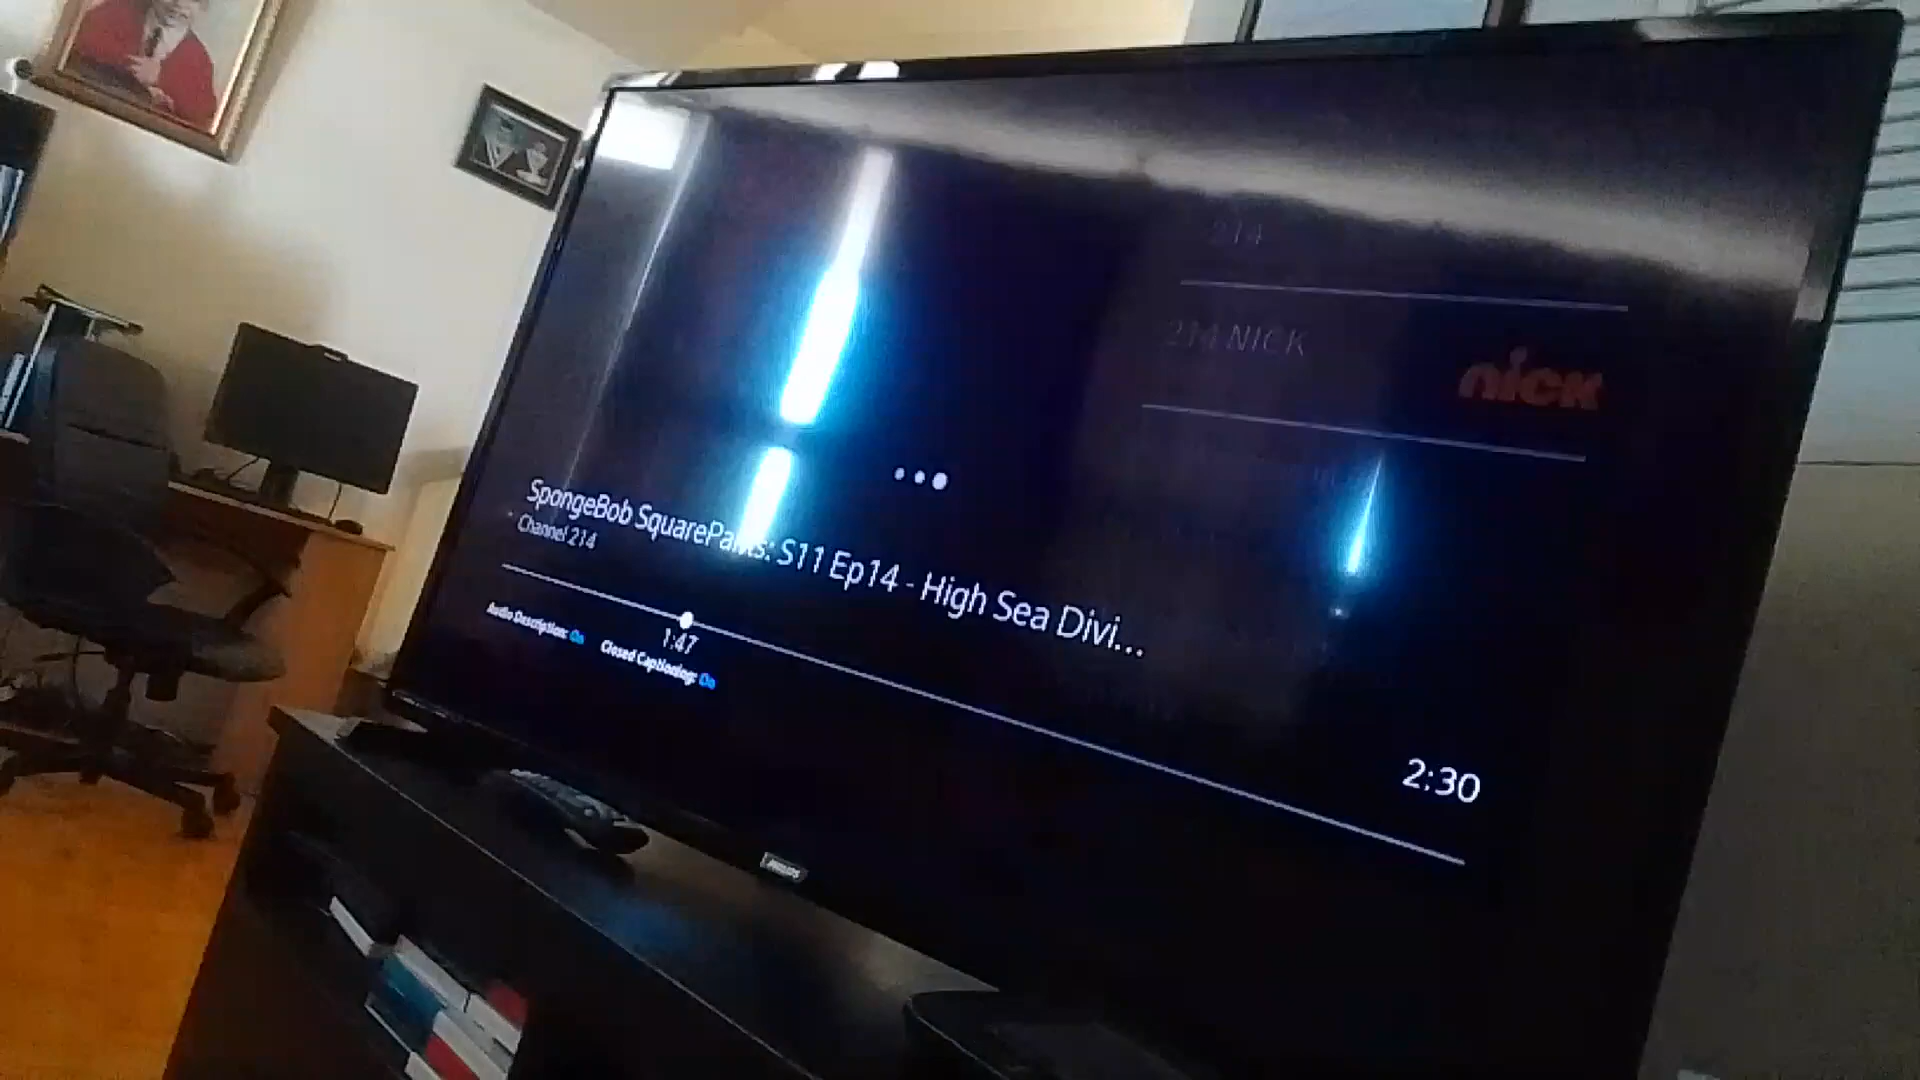 214
214 NICK
nick
SpongeBob SquarePants: S11 Ep14 - High Sea Divi...
Channel 214
1:47
Audio Description: On Closed Captioning: On
2:30
PHILIPS